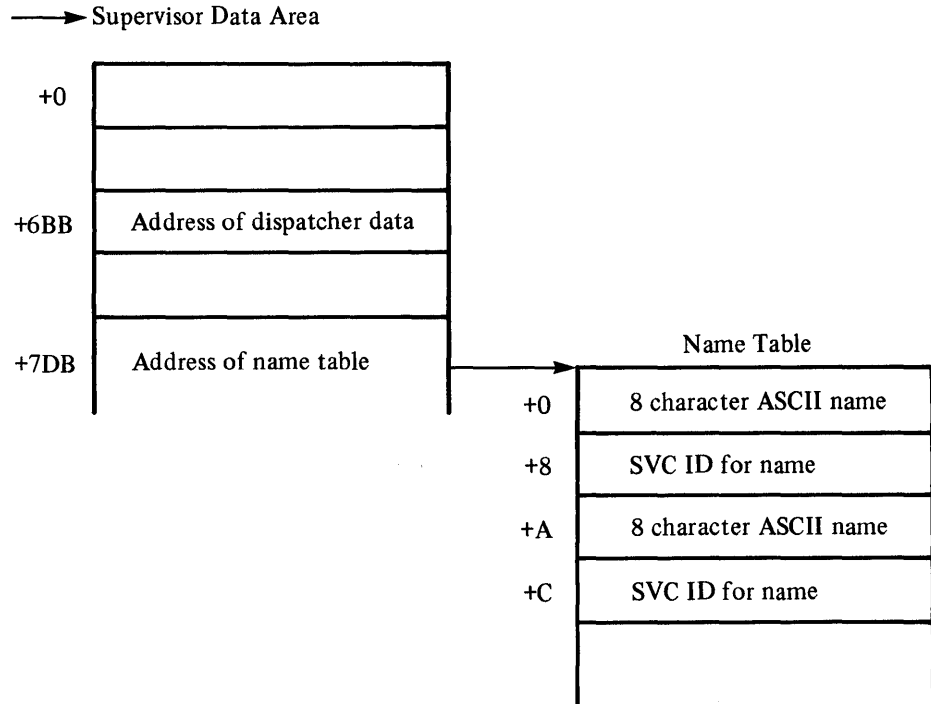 Supervisor Data Area
+0
+6BB Address of dispatcher data
+7DB Address of name table
Name Table
+0 8 character ASCII name
+8 SVC ID for name
+A 8 character ASCII name
+C SVC ID for name